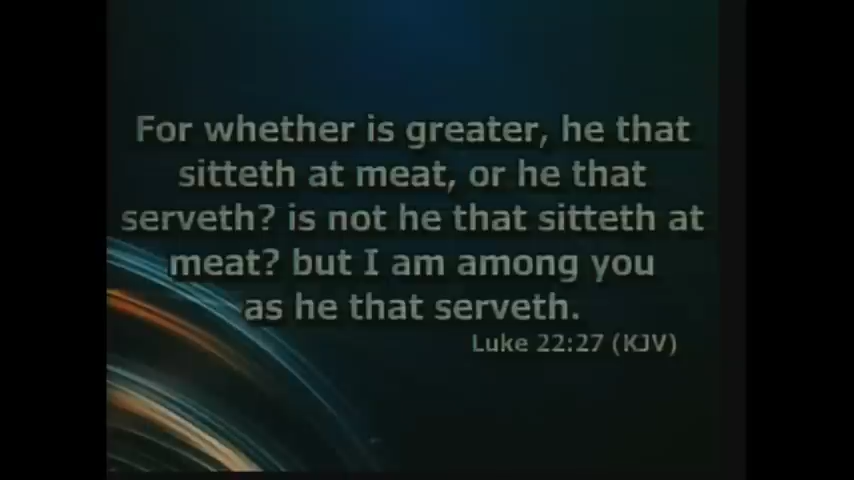 For whether is greater, he that
sitteth at meat, or he that
serveth? is not he that sitteth at
meat? but I am among you
as he that serveth.
Luke 22:27 (KJV)